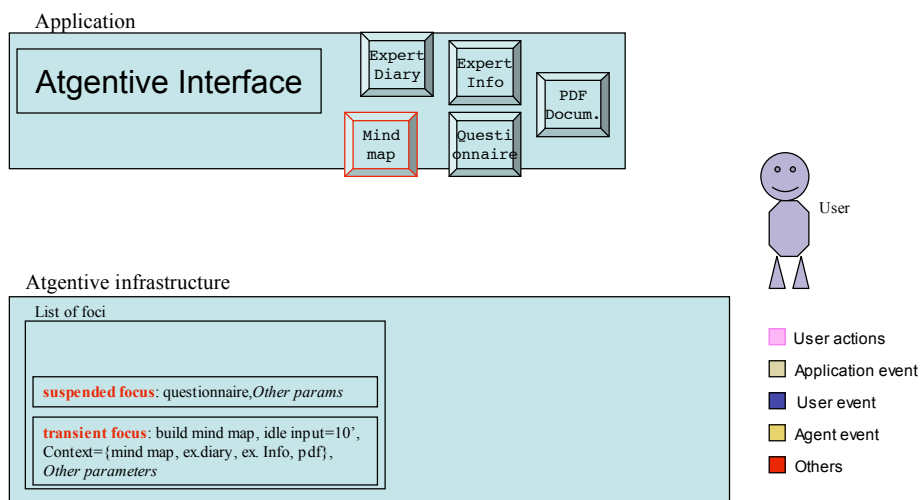 Application
Atgentive Interface
Expert
Diary
Expert
Info
PDF
Docum.
Mind
map
Questi
onnaire
User
Atgentive infrastructure
List of foci
suspended focus: questionnaire,Other params
transient focus: build mind map, idle input=10’,
Context={mind map, ex.diary, ex. Info, pdf},
Other parameters
User actions
Application event
User event
Agent event
Others